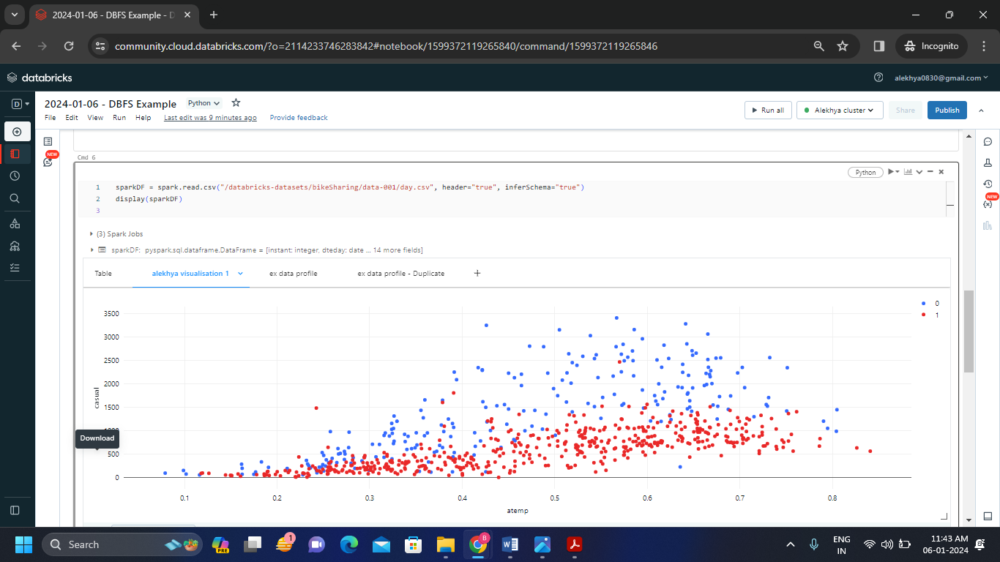 2024-01-06 - DBFS Example - D
community.cloud.databricks.com/?o=2114233746283842#notebook/1599372119265840/command/1599372119265846
Incognito
databricks
alekhya0830@gmail.com
D
2024-01-06 - DBFS Example
Python
File Edit View Run Help Last edit was 9 minutes ago Provide feedback
Run all
Alekhya cluster
Share
Publish
NEW
Cmd 6
Python
1 sparkDF = spark.read.csv("/databricks-datasets/bikeSharing/data-001/day.csv", header="true", inferSchema="true")
2 display(sparkDF)
3
NEW
(3) Spark Jobs
sparkDF: pyspark.sql.dataframe.DataFrame = [instant: integer, dteday: date ... 14 more fields]
Table alekhya visualisation 1 ex data profile ex data profile - Duplicate +
0
1
3500
3000
2500
2000
1500
1000
500
0
casual
Download
0.1 0.2 0.3 0.4 0.5 0.6 0.7 0.8
atemp
Search
PRE
1
B
ENG
IN
11:43 AM
06-01-2024